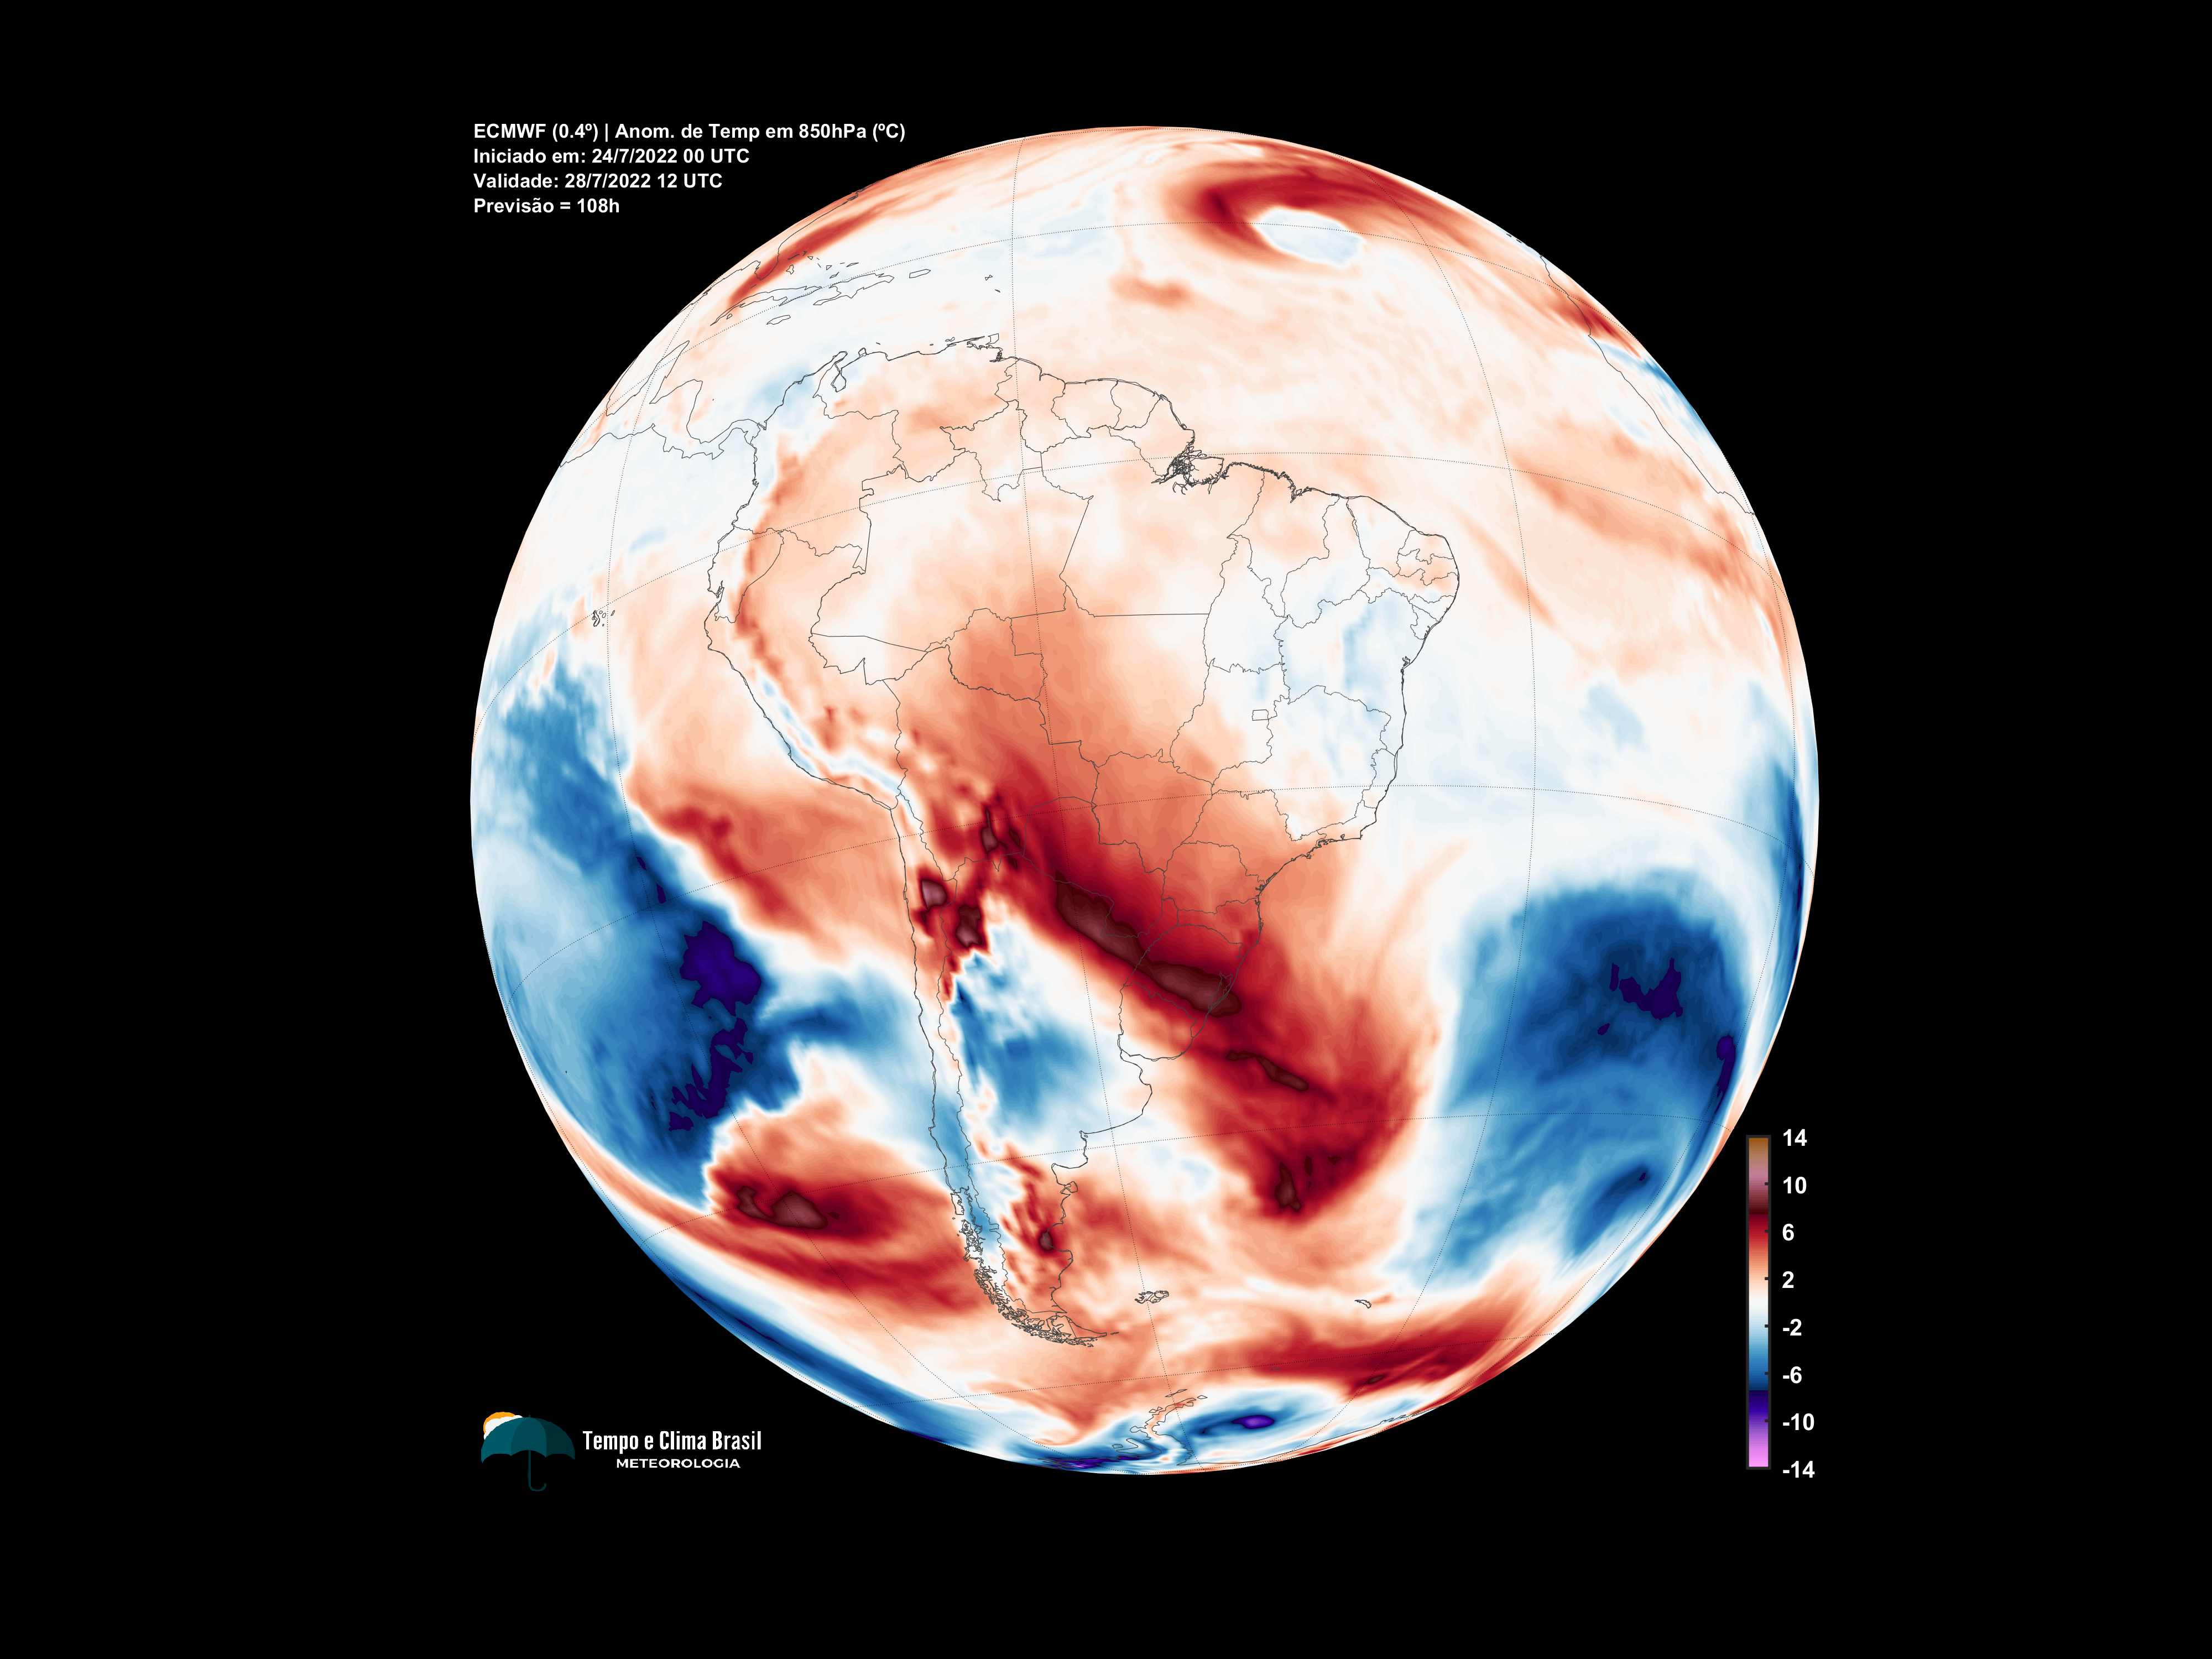 ECMWF (0.4º) | Anom. de Temp em 850hPa (ºC)
Iniciado em: 24/7/2022 00 UTC
Validade: 28/7/2022 12 UTC
Previsão = 108h
14
10
6
2
-2
-6
-10
-14
Tempo e Clima Brasil
METEOROLOGIA